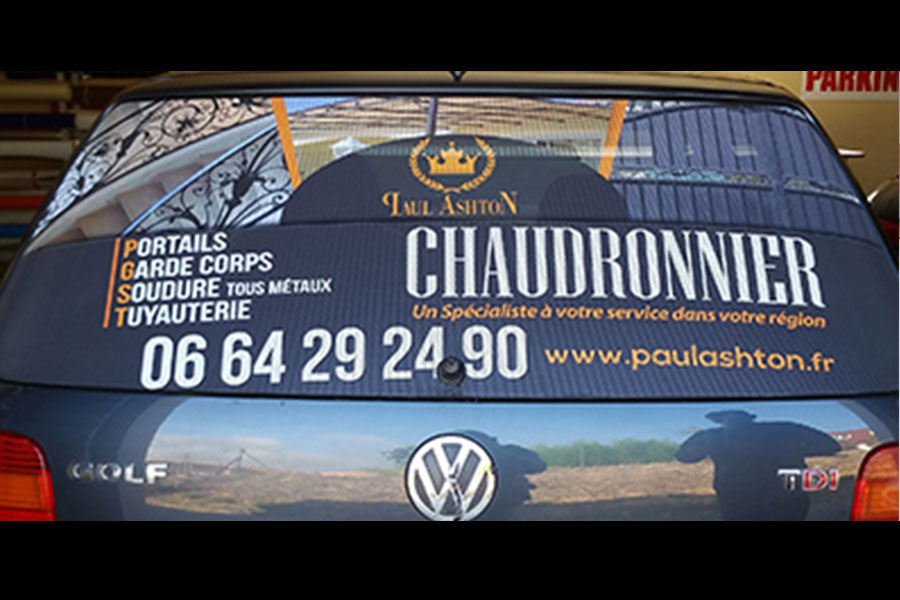 PARKIN
PAUL ASHTON
PORTAILS
GARDE CORPS
SOUDURE TOUS MÉTAUX
TUYAUTERIE
CHAUDRONNIER
Un Spécialiste à votre service dans votre région
06 64 29 24 90
www.paulashton.fr
GOLF
VW
TDI